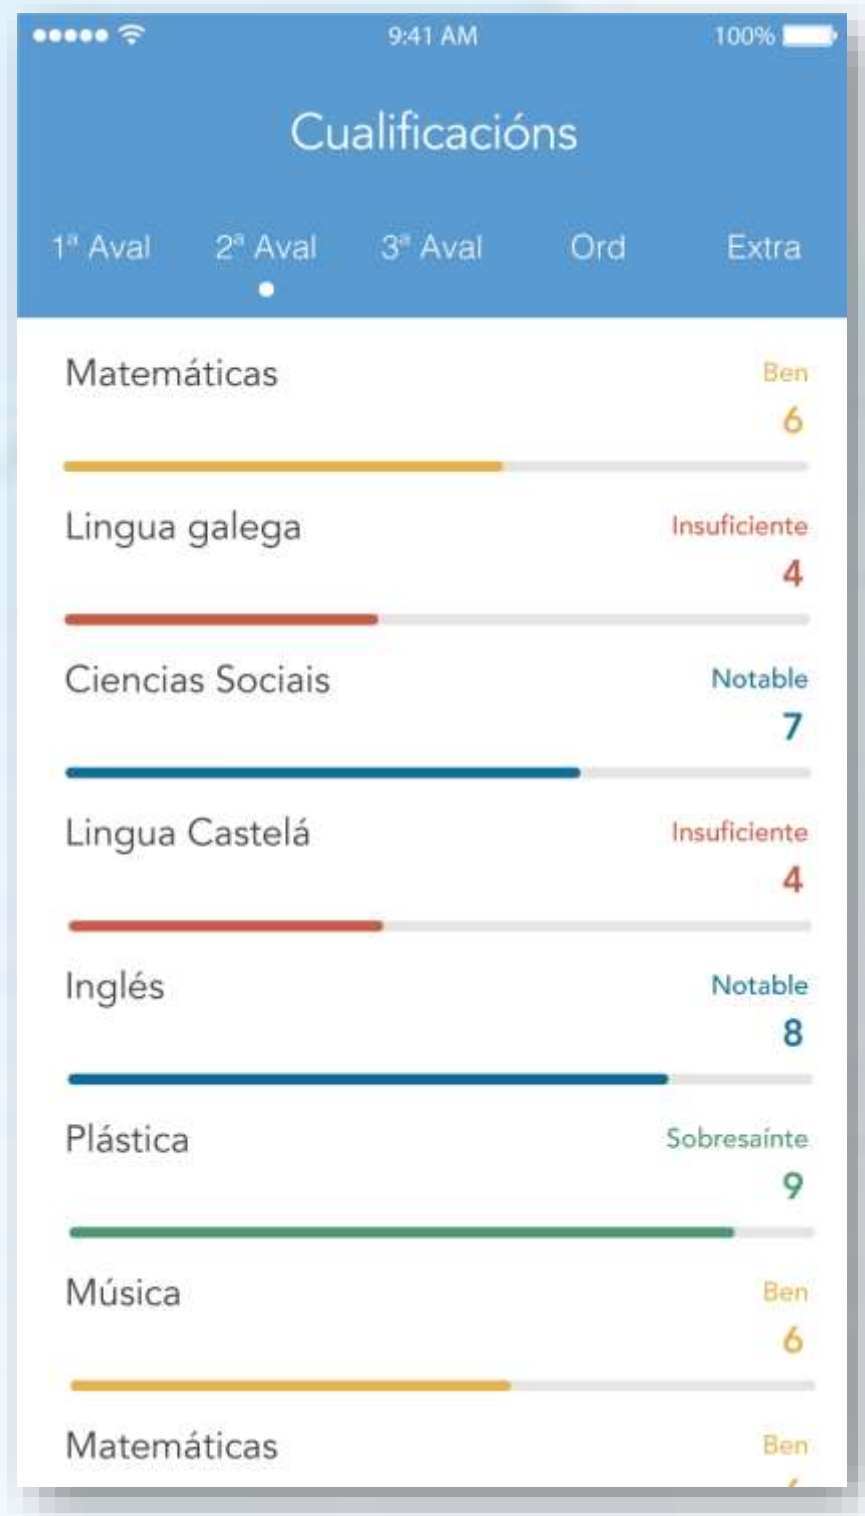 9:41 AM 100%
Cualificacións
1ª Aval 2ª Aval 3ª Aval Ord Extra
Matemáticas Ben
6
Lingua galega Insuficiente
4
Ciencias Sociais Notable
7
Lingua Castelá Insuficiente
4
Inglés Notable
8
Plástica Sobresaínte
9
Música Ben
6
Matemáticas Ben